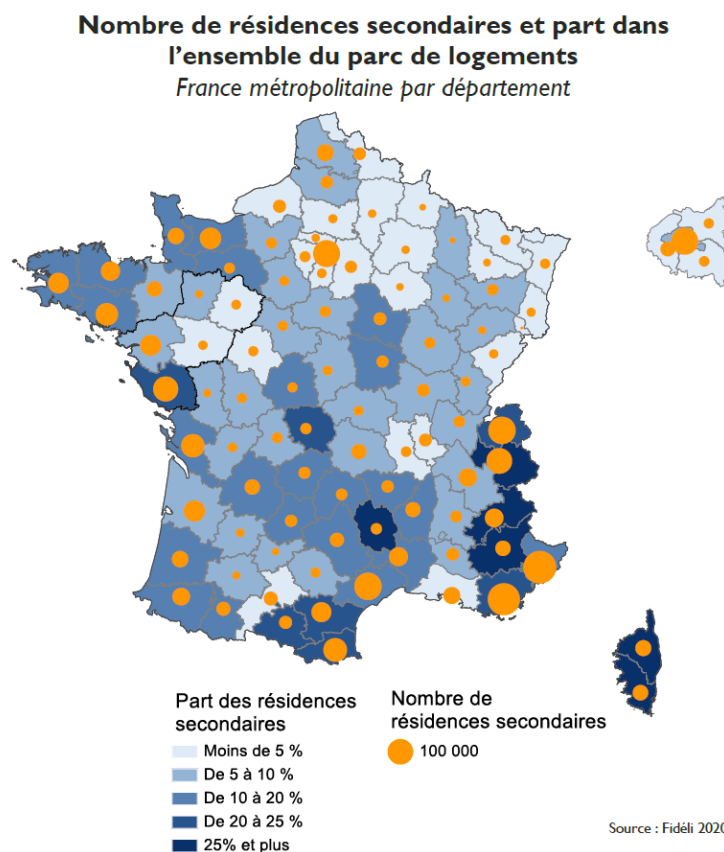 Nombre de résidences secondaires et part dans
l'ensemble du parc de logements
France métropolitaine par département
Part des résidences
secondaires
Moins de 5 %
De 5 à 10 %
De 10 à 20 %
De 20 à 25 %
25% et plus
Nombre de
résidences secondaires
100 000
Source : Fidéli 2020